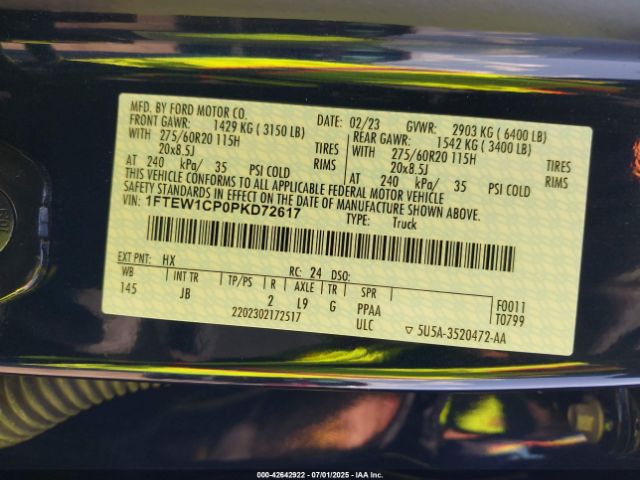 MFD. BY FORD MOTOR CO.
DATE: 02/23 GVWR: 2903 KG ( 6400 LB)
FRONT GAWR: 1429 KG ( 3150 LB) REAR GAWR: 1542 KG ( 3400 LB)
WITH 275/60R20 115H TIRES WITH 275/60R20 115H TIRES
20x8.5J RIMS 20x8.5J RIMS
AT 240 kPa/ 35 PSI COLD AT 240 kPa/ 35 PSI COLD
THIS VEHICLE CONFORMS TO ALL APPLICABLE FEDERAL MOTOR VEHICLE
SAFETY, BUMPER, AND THEFT PREVENTION STANDARDS
IN EFFECT ON THE DATE OF MANUFACTURE SHOWN ABOVE.
VIN: 1FTEW1CP0PKD72617 TYPE: Truck
EXT PNT: HX RC: 24 DSO:
WB INT TR TP/PS R AXLE TR SPR F0011
145 JB 2 L9 G PPAA T0799
2202302172517 ULC ▽ 5U5A-3520472-AA
000-42642922 - 07/01/2025 - IAA Inc.